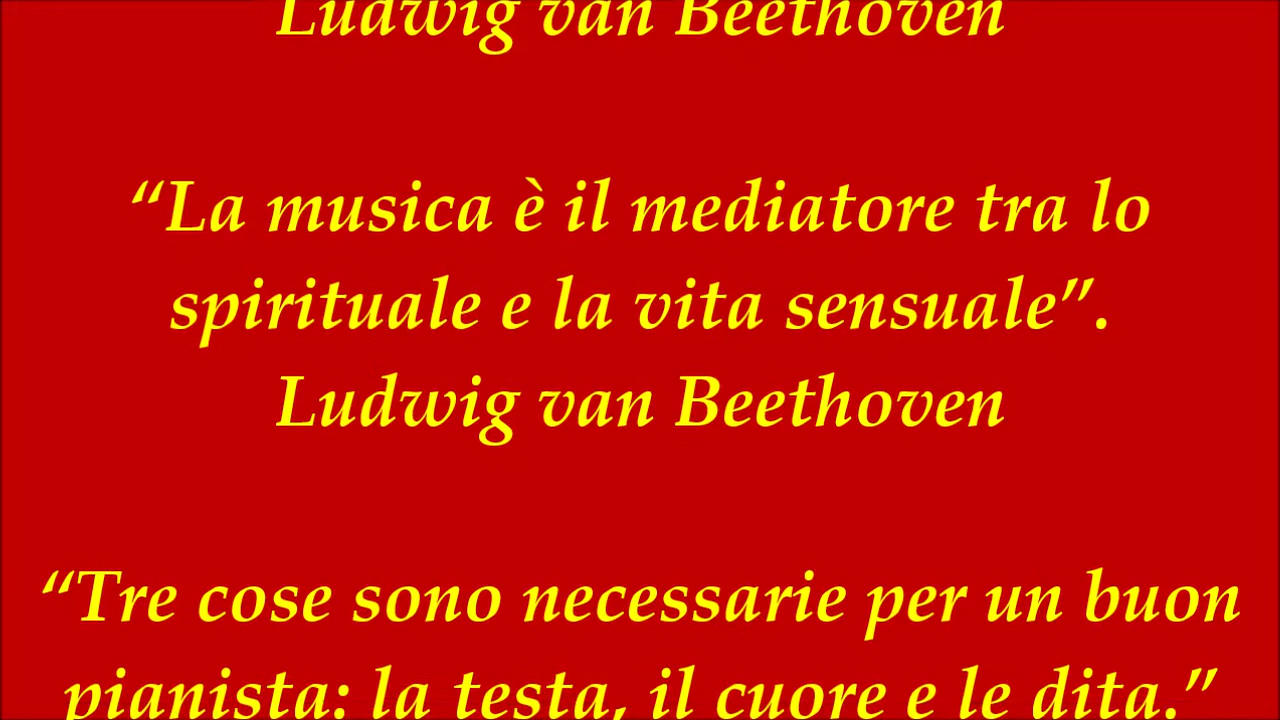 Ludwig van Beethoven
“La musica è il mediatore tra lo
spirituale e la vita sensuale”.
Ludwig van Beethoven
“Tre cose sono necessarie per un buon
pianista: la testa, il cuore e le dita.”